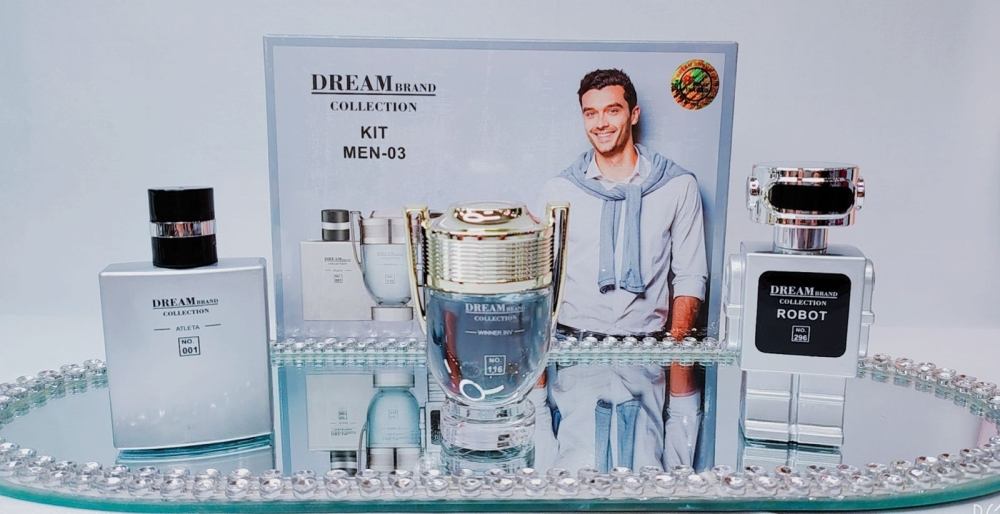 DREAM BRAND
COLLECTION
KIT
MEN-03
DREAM BRAND
COLLECTION
ATLETA
NO.
001
DREAM BRAND
COLLECTION
WINNER INV
NO.
116
DREAM BRAND
COLLECTION
ROBOT
NO.
296